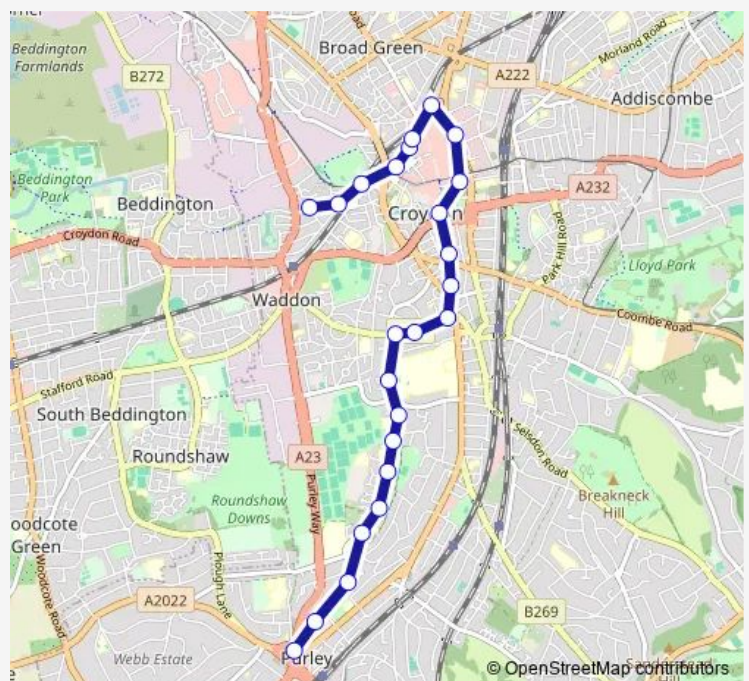 Broad Green
Beddington
Farmlands
B272
A222
Morland Road
Addiscombe
Beddington
Park
Beddington
A232
Croydon
Croydon Road
Park Hill Road
Lloyd Park
Waddon
Coombe Road
Stafford Road
South Beddington
Roundshaw
A23
Selsdon Road
Purley Way
Roundshaw
Downs
Breakneck
Hill
oodcote
Green
Woodcote Road
Plough Lane
A2022
B269
Webb Estate
Purley
© OpenStreetMap contributors